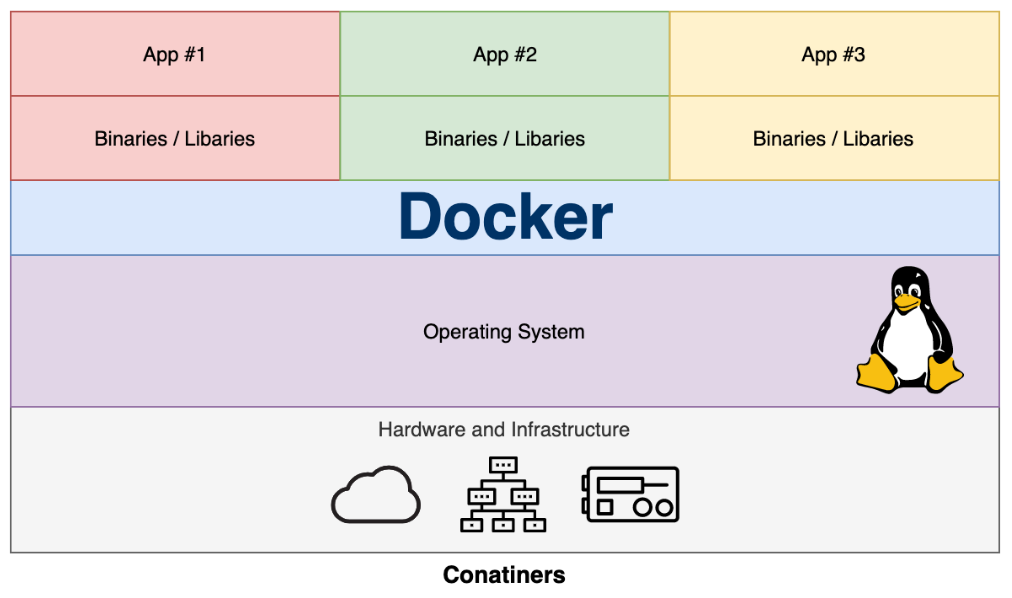 App #1
App #2
App #3
Binaries / Libaries
Binaries / Libaries
Binaries / Libaries
Docker
Operating System
Hardware and Infrastructure
Conatiners